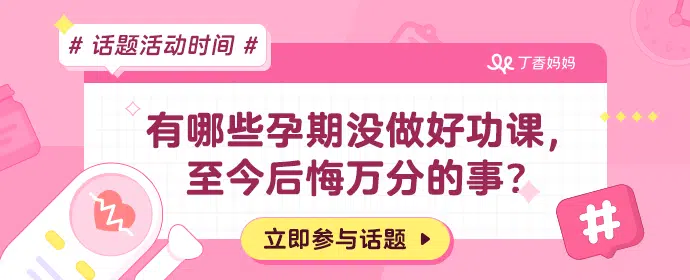 # 话题活动时间 #
丁香妈妈
有哪些孕期没做好功课,
至今后悔万分的事?
立即参与话题
#